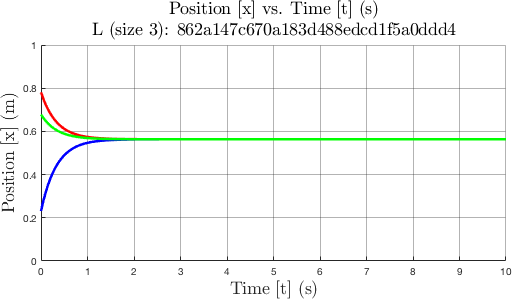 Position [x] vs. Time [t] (s)
L (size 3): 862a147c670a183d488edcd1f5a0ddd4
Position [x] (m)
1
0.8
0.6
0.4
0.2
0
0 1 2 3 4 5 6 7 8 9 10
Time [t] (s)